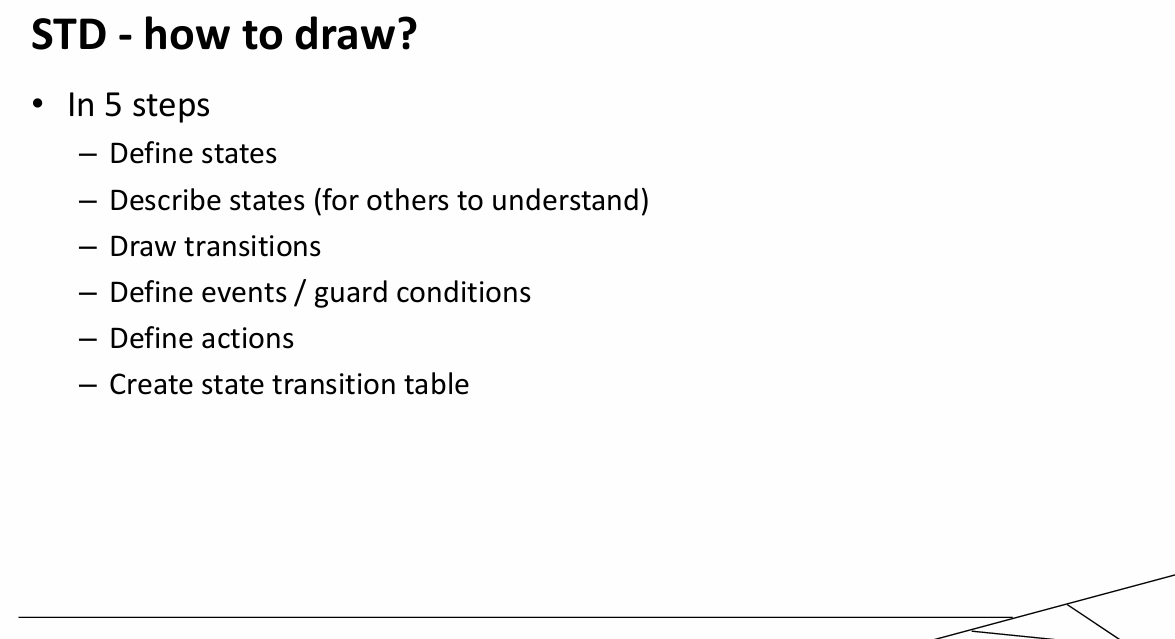 STD - how to draw?
• In 5 steps
– Define states
– Describe states (for others to understand)
– Draw transitions
– Define events / guard conditions
– Define actions
– Create state transition table